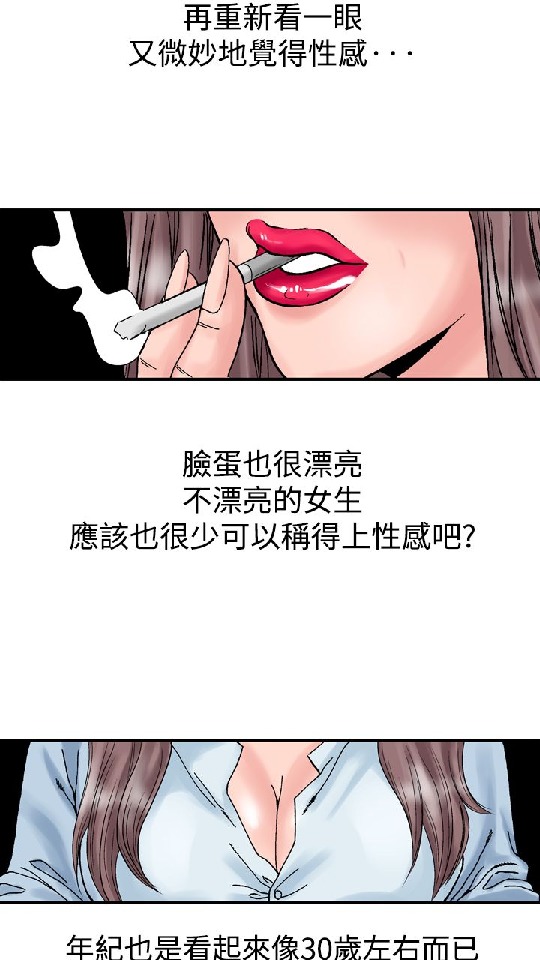 再重新看一眼
又微妙地覺得性感···
臉蛋也很漂亮
不漂亮的女生
應該也很少可以稱得上性感吧?
年紀也是看起來像30歲左右而已